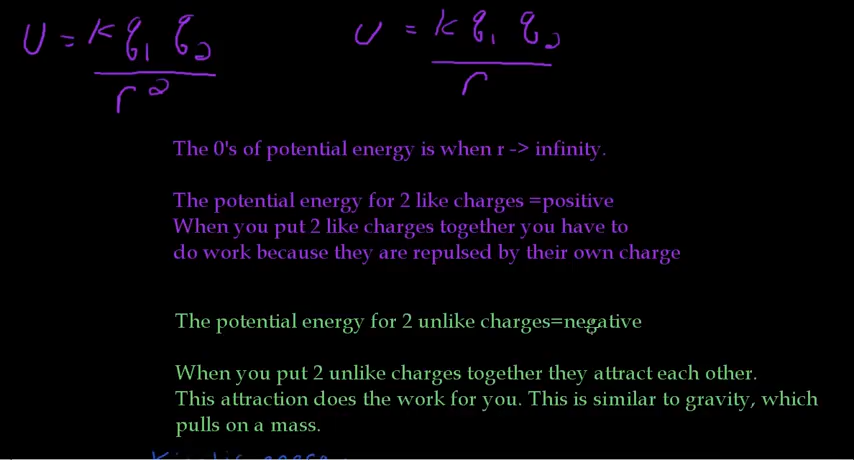 U = k q₁ q₂ / r² U = k q₁ q₂ / r
The 0's of potential energy is when r -> infinity.
The potential energy for 2 like charges =positive
When you put 2 like charges together you have to
do work because they are repulsed by their own charge
The potential energy for 2 unlike charges=negative
When you put 2 unlike charges together they attract each other.
This attraction does the work for you. This is similar to gravity, which
pulls on a mass.